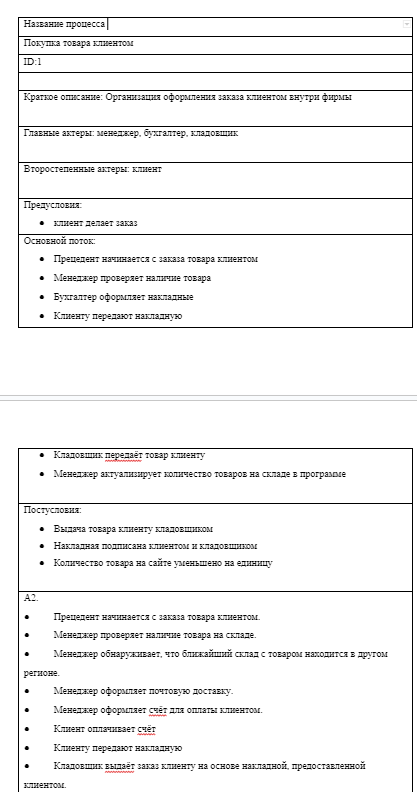 Название процесса
Покупка товара клиентом
ID:1
Краткое описание: Организация оформления заказа клиентом внутри фирмы
Главные актеры: менеджер, бухгалтер, кладовщик
Второстепенные актеры: клиент
Предусловия:
● клиент делает заказ
Основной поток:
● Прецедент начинается с заказа товара клиентом
● Менеджер проверяет наличие товара
● Бухгалтер оформляет накладные
● Клиенту передают накладную
● Кладовщик передаёт товар клиенту
● Менеджер актуализирует количество товаров на складе в программе
Постусловия:
● Выдача товара клиенту кладовщиком
● Накладная подписана клиентом и кладовщиком
● Количество товара на сайте уменьшено на единицу
А2.
● Прецедент начинается с заказа товара клиентом.
● Менеджер проверяет наличие товара на складе.
● Менеджер обнаруживает, что ближайший склад с товаром находится в другом
регионе.
● Менеджер оформляет почтовую доставку.
● Менеджер оформляет счёт для оплаты клиентом.
● Клиент оплачивает счёт
● Клиенту передают накладную
● Кладовщик выдаёт заказ клиенту на основе накладной, предоставленной
клиентом.